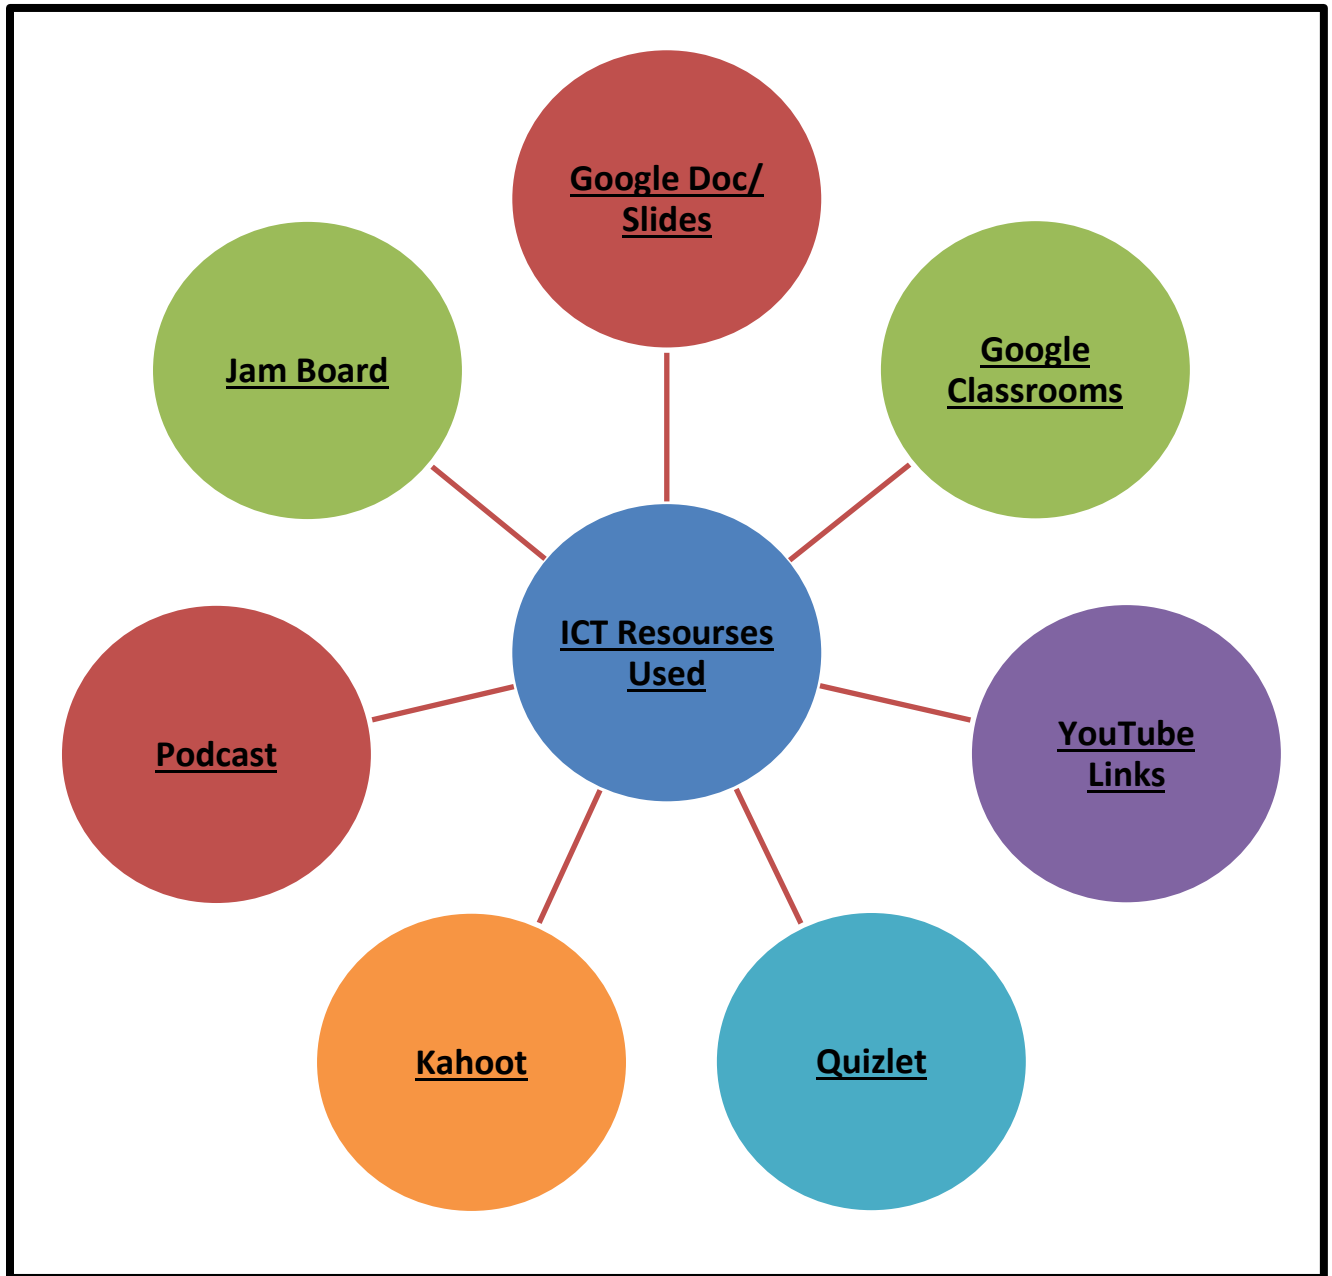 Google Doc/
Slides
Jam Board
Google
Classrooms
ICT Resourses
Used
Podcast
YouTube
Links
Kahoot
Quizlet